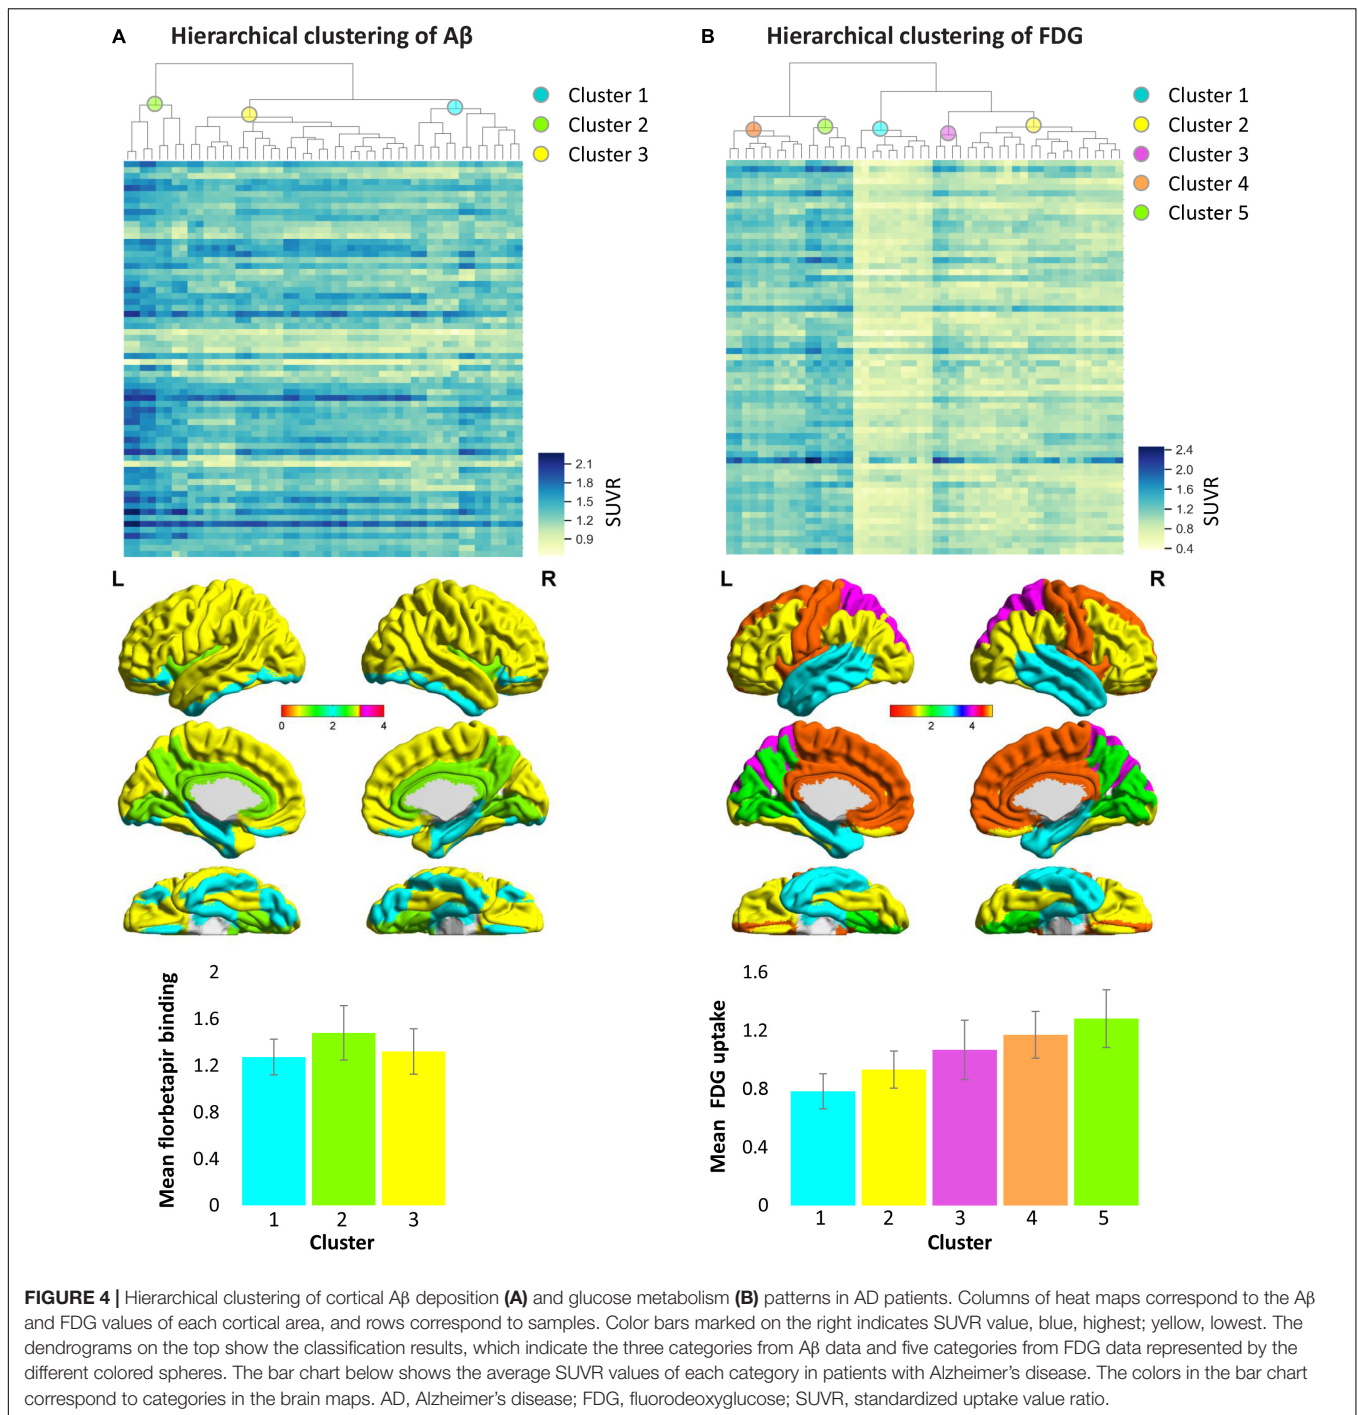 A Hierarchical clustering of Aβ
Cluster 1
Cluster 2
Cluster 3
2.1
1.8
1.5
1.2
0.9
SUVR
L
R
0
2
4
Mean florbetapir binding
2
1.6
1.2
0.8
0.4
0
1
2
3
Cluster
B Hierarchical clustering of FDG
Cluster 1
Cluster 2
Cluster 3
Cluster 4
Cluster 5
2.4
2.0
1.6
1.2
0.8
0.4
SUVR
L
R
2
4
Mean FDG uptake
1.6
1.2
0.8
0.4
0
1
2
3
4
5
Cluster
FIGURE 4 | Hierarchical clustering of cortical Aβ deposition (A) and glucose metabolism (B) patterns in AD patients. Columns of heat maps correspond to the Aβ
and FDG values of each cortical area, and rows correspond to samples. Color bars marked on the right indicates SUVR value, blue, highest; yellow, lowest. The
dendrograms on the top show the classification results, which indicate the three categories from Aβ data and five categories from FDG data represented by the
different colored spheres. The bar chart below shows the average SUVR values of each category in patients with Alzheimer's disease. The colors in the bar chart
correspond to categories in the brain maps. AD, Alzheimer's disease; FDG, fluorodeoxyglucose; SUVR, standardized uptake value ratio.